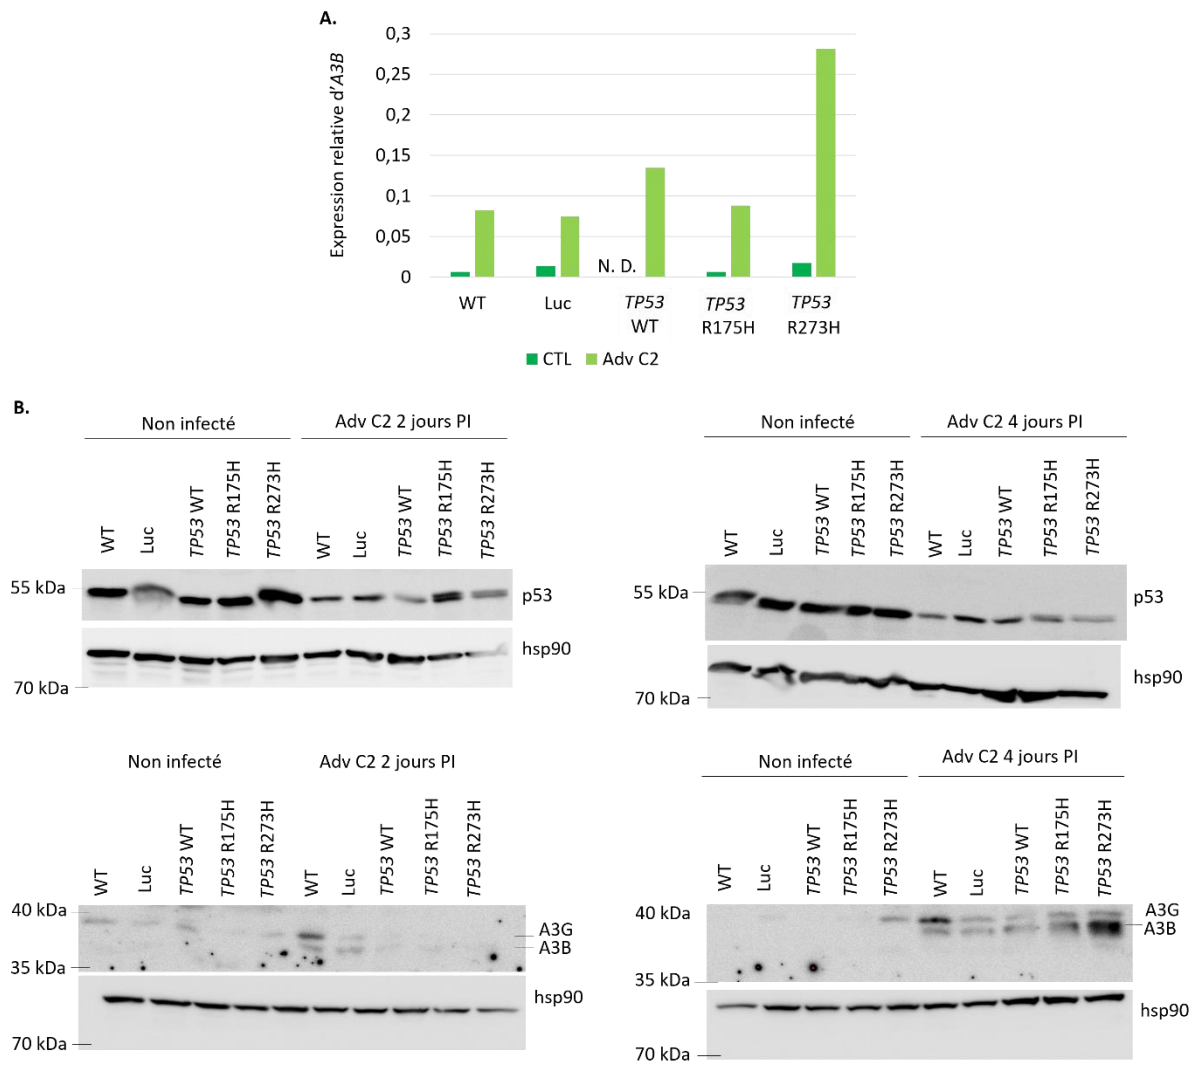 A.
Expression relative d'A3B
0,3
0,25
0,2
0,15
0,1
0,05
0
N. D.
WT Luc TP53 WT TP53 R175H TP53 R273H
CTL Adv C2
B.
Non infecté Adv C2 2 jours PI
WT Luc TP53 WT TP53 R175H TP53 R273H WT Luc TP53 WT TP53 R175H TP53 R273H
55 kDa p53
hsp90
70 kDa
Non infecté Adv C2 4 jours PI
WT Luc TP53 WT TP53 R175H TP53 R273H WT Luc TP53 WT TP53 R175H TP53 R273H
55 kDa p53
hsp90
70 kDa
Non infecté Adv C2 2 jours PI
WT Luc TP53 WT TP53 R175H TP53 R273H WT Luc TP53 WT TP53 R175H TP53 R273H
40 kDa A3G
A3B
35 kDa
hsp90
70 kDa
Non infecté Adv C2 4 jours PI
WT Luc TP53 WT TP53 R175H TP53 R273H WT Luc TP53 WT TP53 R175H TP53 R273H
40 kDa A3G
A3B
35 kDa
hsp90
70 kDa